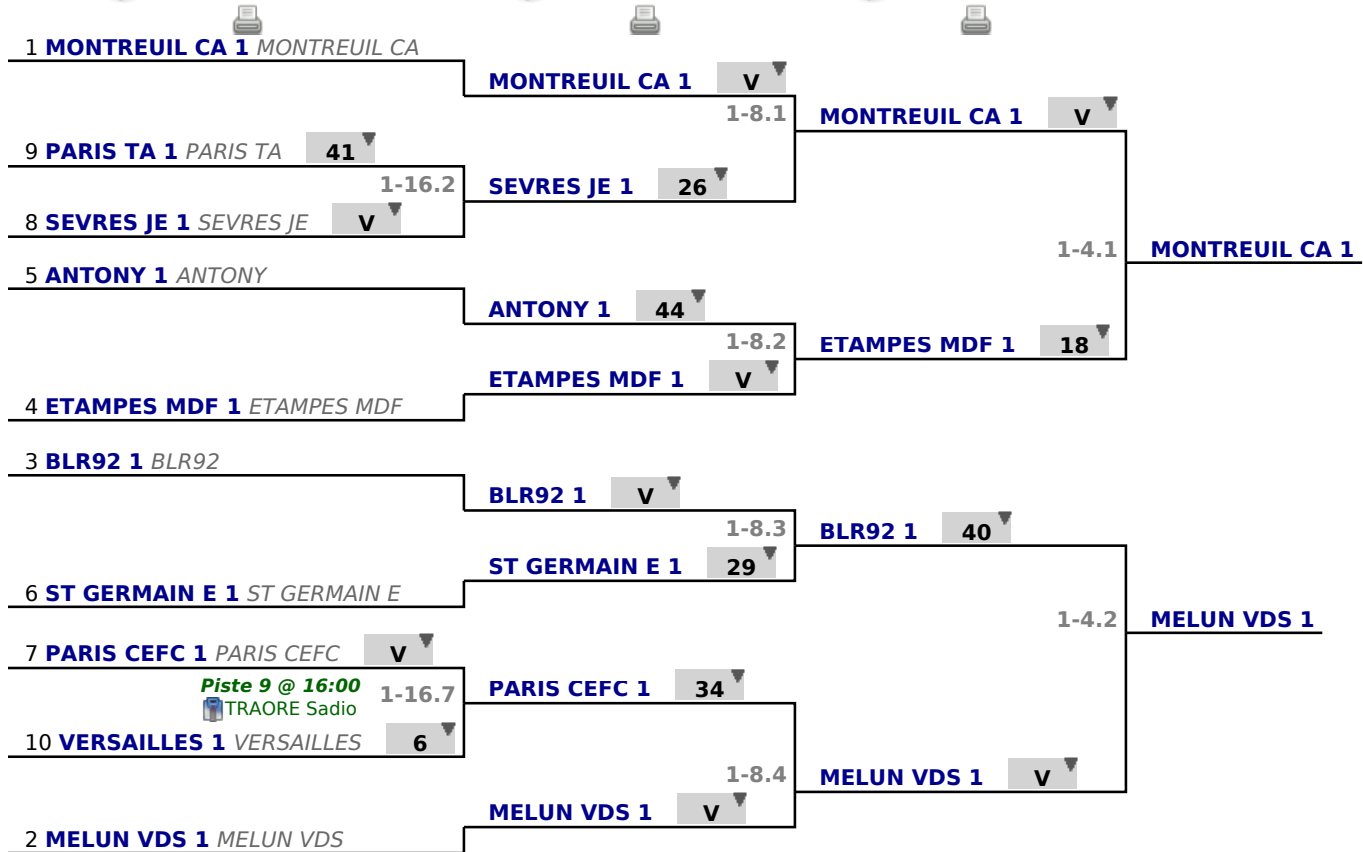 1 MONTREUIL CA 1 MONTREUIL CA
9 PARIS TA 1 PARIS TA 41
1-16.2
8 SEVRES JE 1 SEVRES JE V
5 ANTONY 1 ANTONY
4 ETAMPES MDF 1 ETAMPES MDF
3 BLR92 1 BLR92
6 ST GERMAIN E 1 ST GERMAIN E
7 PARIS CEFC 1 PARIS CEFC V
Piste 9 @ 16:00
1-16.7
TRAORE Sadio
10 VERSAILLES 1 VERSAILLES 6
2 MELUN VDS 1 MELUN VDS
MONTREUIL CA 1 V
1-8.1
SEVRES JE 1 26
ANTONY 1 44
1-8.2
ETAMPES MDF 1 V
BLR92 1 V
1-8.3
ST GERMAIN E 1 29
PARIS CEFC 1 34
1-8.4
MELUN VDS 1 V
MONTREUIL CA 1 V
1-4.1
ETAMPES MDF 1 18
BLR92 1 40
1-4.2
MELUN VDS 1 V
MONTREUIL CA 1
MELUN VDS 1